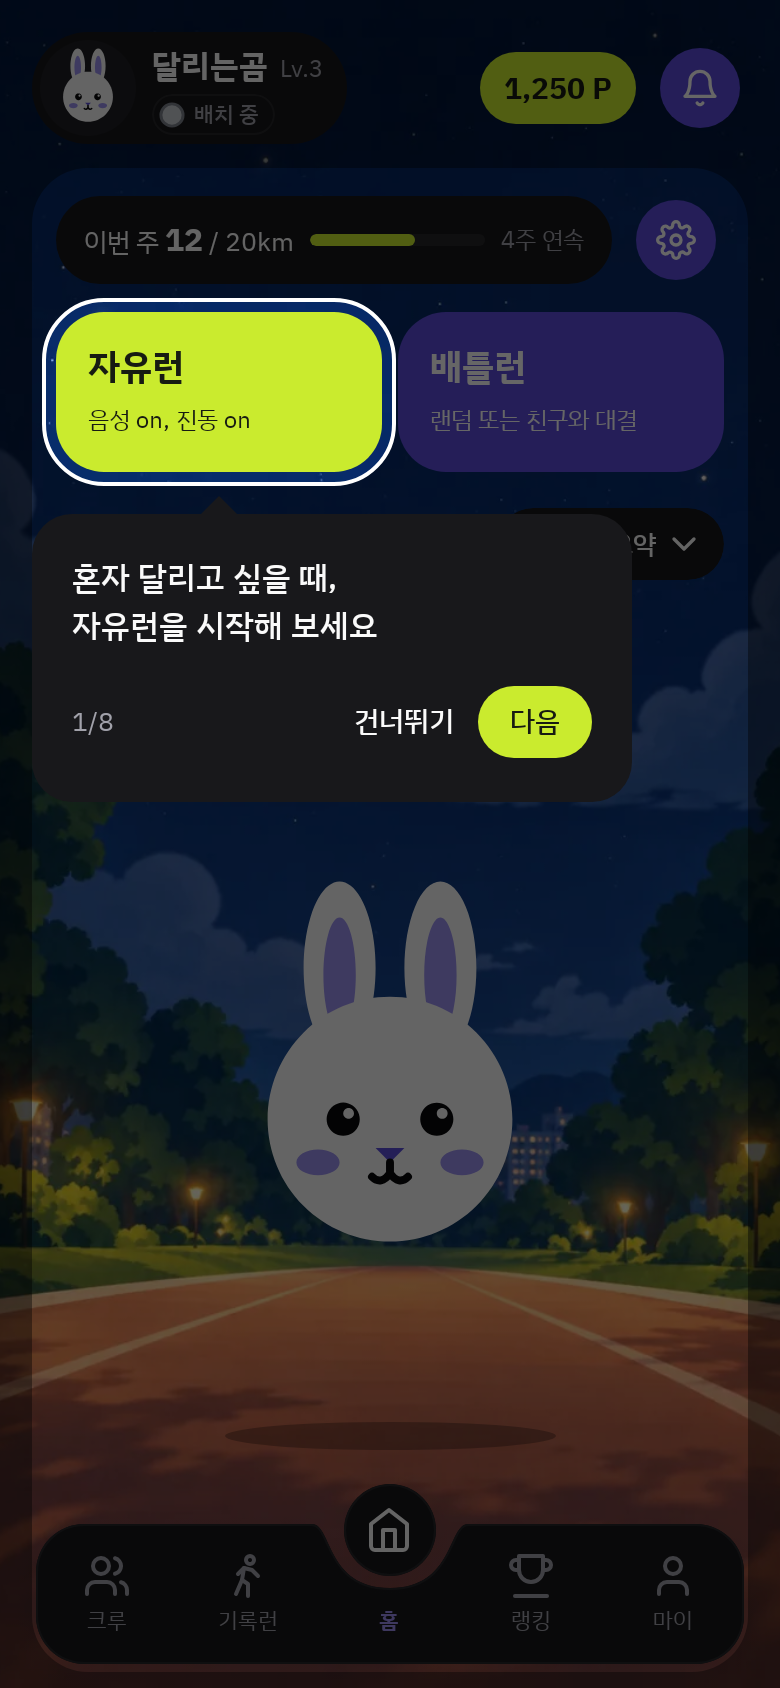 달리는곰 Lv.3
배치 중
1,250 P
이번 주 12 / 20km
4주 연속
자유런
음성 on, 진동 on
배틀런
랜덤 또는 친구와 대결
혼자 달리고 싶을 때,
자유런을 시작해 보세요
1/8
건너뛰기
다음
크루
기록런
홈
랭킹
마이